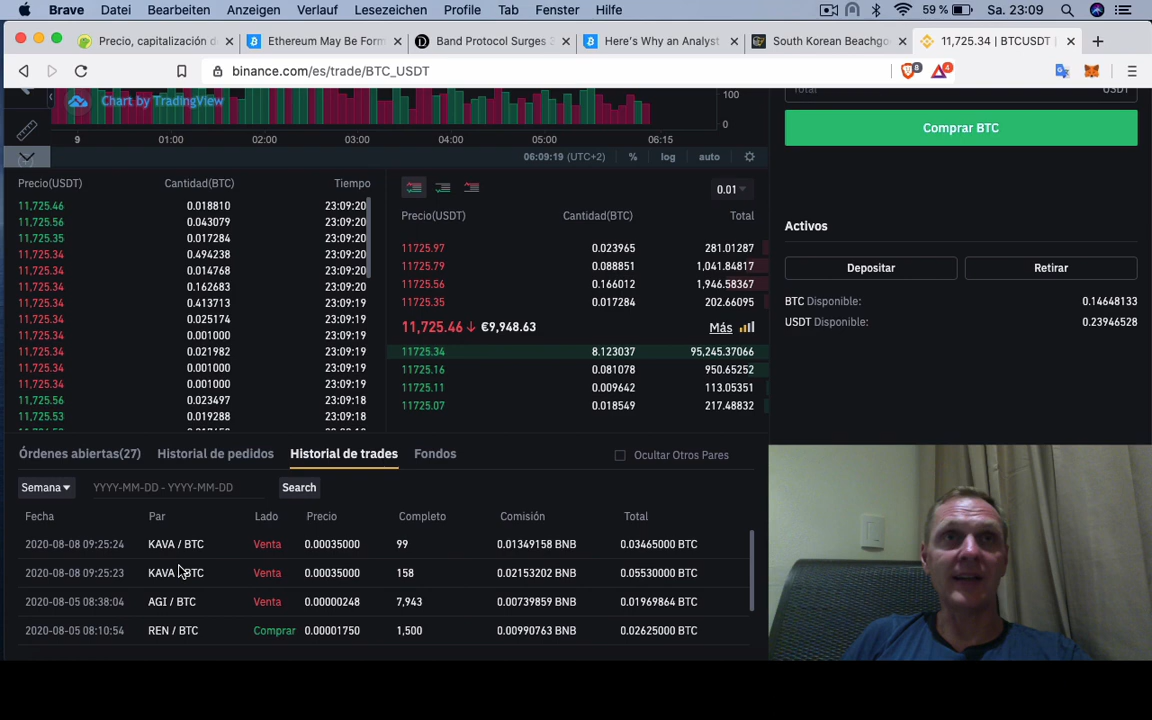 Brave Datei Bearbeiten Anzeigen Verlauf Lesezeichen Profile Tab Fenster Hilfe 59 % Sa. 23:09
Precio, capitalización d Ethereum May Be Form Band Protocol Surges Here's Why an Analyst South Korean Beachgo 11,725.34 | BTCUSDT |
binance.com/es/trade/BTC_USDT 8 4
Chart by TradingView 100 Total USDT
0 Comprar BTC
9 01:00 02:00 03:00 04:00 05:00 06:15
06:09:19 (UTC+2) % log auto
Precio(USDT) Cantidad(BTC) Tiempo
0.01
11,725.46 0.018810 23:09:20
11,725.56 0.043079 23:09:20
11,725.35 0.017284 23:09:20
11,725.34 0.494238 23:09:20
11,725.34 0.014768 23:09:20
11,725.34 0.162683 23:09:20
11,725.34 0.413713 23:09:19
11,725.34 0.025174 23:09:19
11,725.34 0.001000 23:09:19
11,725.34 0.021982 23:09:19
11,725.34 0.001000 23:09:19
11,725.34 0.001000 23:09:19
11,725.56 0.023497 23:09:18
11,725.53 0.019288 23:09:18
Precio(USDT) Cantidad(BTC) Total
11725.97 0.023965 281.01287
11725.79 0.088851 1,041.84817
11725.56 0.166012 1,946.58367
11725.35 0.017284 202.66095
11,725.46 ↓ €9,948.63 Más
11725.34 8.123037 95,245.37066
11725.16 0.081078 950.65252
11725.11 0.009642 113.05351
11725.07 0.018549 217.48832
Activos
Depositar Retirar
BTC Disponible: 0.14648133
USDT Disponible: 0.23946528
Órdenes abiertas(27) Historial de pedidos Historial de trades Fondos Ocultar Otros Pares
Semana YYYY-MM-DD - YYYY-MM-DD Search
Fecha Par Lado Precio Completo Comisión Total
2020-08-08 09:25:24 KAVA / BTC Venta 0.00035000 99 0.01349158 BNB 0.03465000 BTC
2020-08-08 09:25:23 KAVA / BTC Venta 0.00035000 158 0.02153202 BNB 0.05530000 BTC
2020-08-05 08:38:04 AGI / BTC Venta 0.00000248 7,943 0.00739859 BNB 0.01969864 BTC
2020-08-05 08:10:54 REN / BTC Comprar 0.00001750 1,500 0.00990763 BNB 0.02625000 BTC